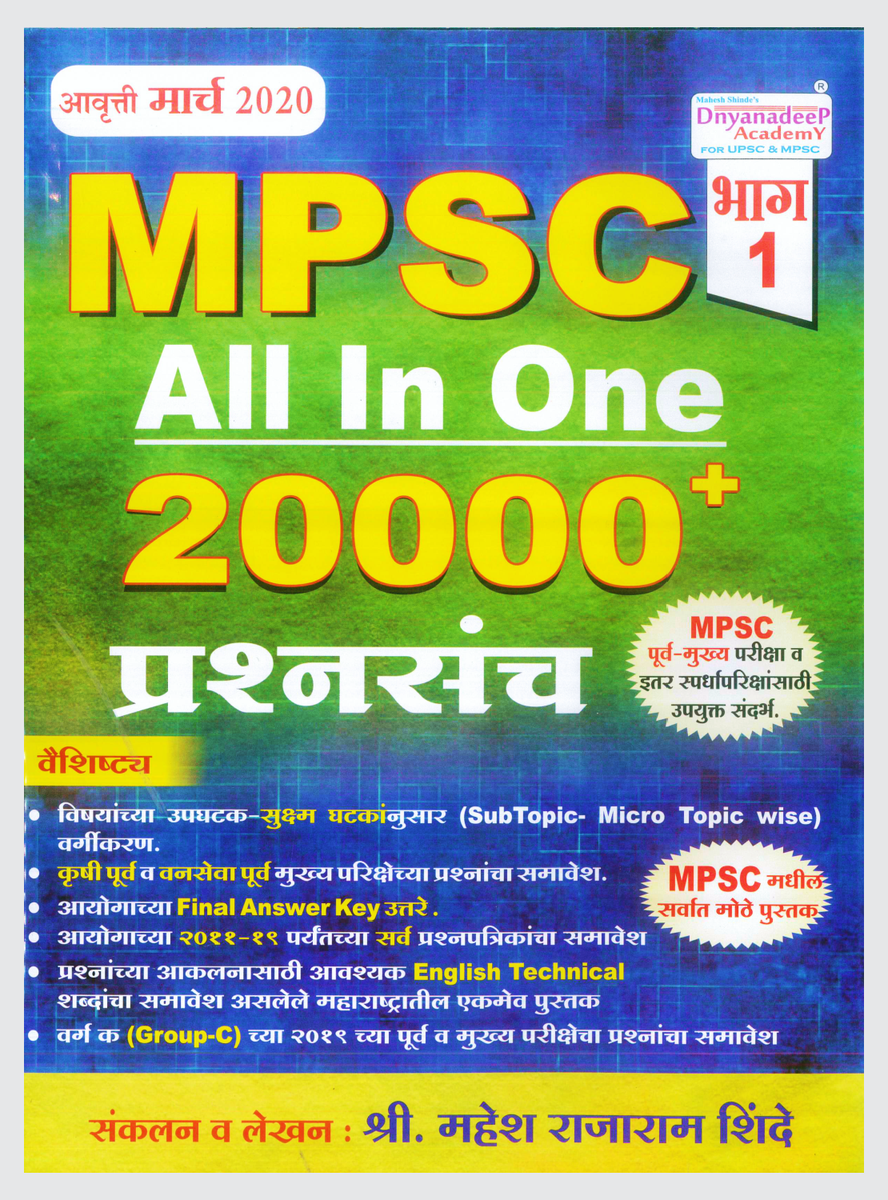 आवृत्ती मार्च 2020
®
Mahesh Shinde's
DnyanadeeP
AcademY
FOR UPSC & MPSC
MPSC
भाग
1
All In One
20000+
प्रश्नसंच
MPSC
पूर्व-मुख्य परीक्षा व
इतर स्पर्धापरिक्षांसाठी
उपयुक्त संदर्भ.
वैशिष्ट्य
• विषयांच्या उपघटक-सुक्ष्म घटकांनुसार (SubTopic- Micro Topic wise)
वर्गीकरण.
• कृषी पूर्व व वनसेवा पूर्व मुख्य परिक्षेच्या प्रश्नांचा समावेश.
• आयोगाच्या Final Answer Key उत्तरे .
• आयोगाच्या २०११-१९ पर्यंतच्या सर्व प्रश्नपत्रिकांचा समावेश
MPSC मधील
सर्वात मोठे पुस्तक
• प्रश्नांच्या आकलनासाठी आवश्यक English Technical
शब्दांचा समावेश असलेले महाराष्ट्रातील एकमेव पुस्तक
• वर्ग क (Group-C) च्या २०१९ च्या पूर्व व मुख्य परीक्षेचा प्रश्नांचा समावेश
संकलन व लेखन : श्री. महेश राजाराम शिंदे